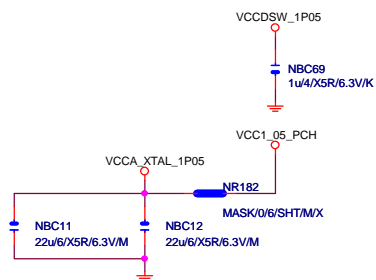 VCCDSW_1P05
NBC69
1u/4/X5R/6.3V/K
VCC1_05_PCH
VCCA_XTAL_1P05
NR182
MASK/0/6/SHT/M/X
NBC11
22u/6/X5R/6.3V/M
NBC12
22u/6/X5R/6.3V/M